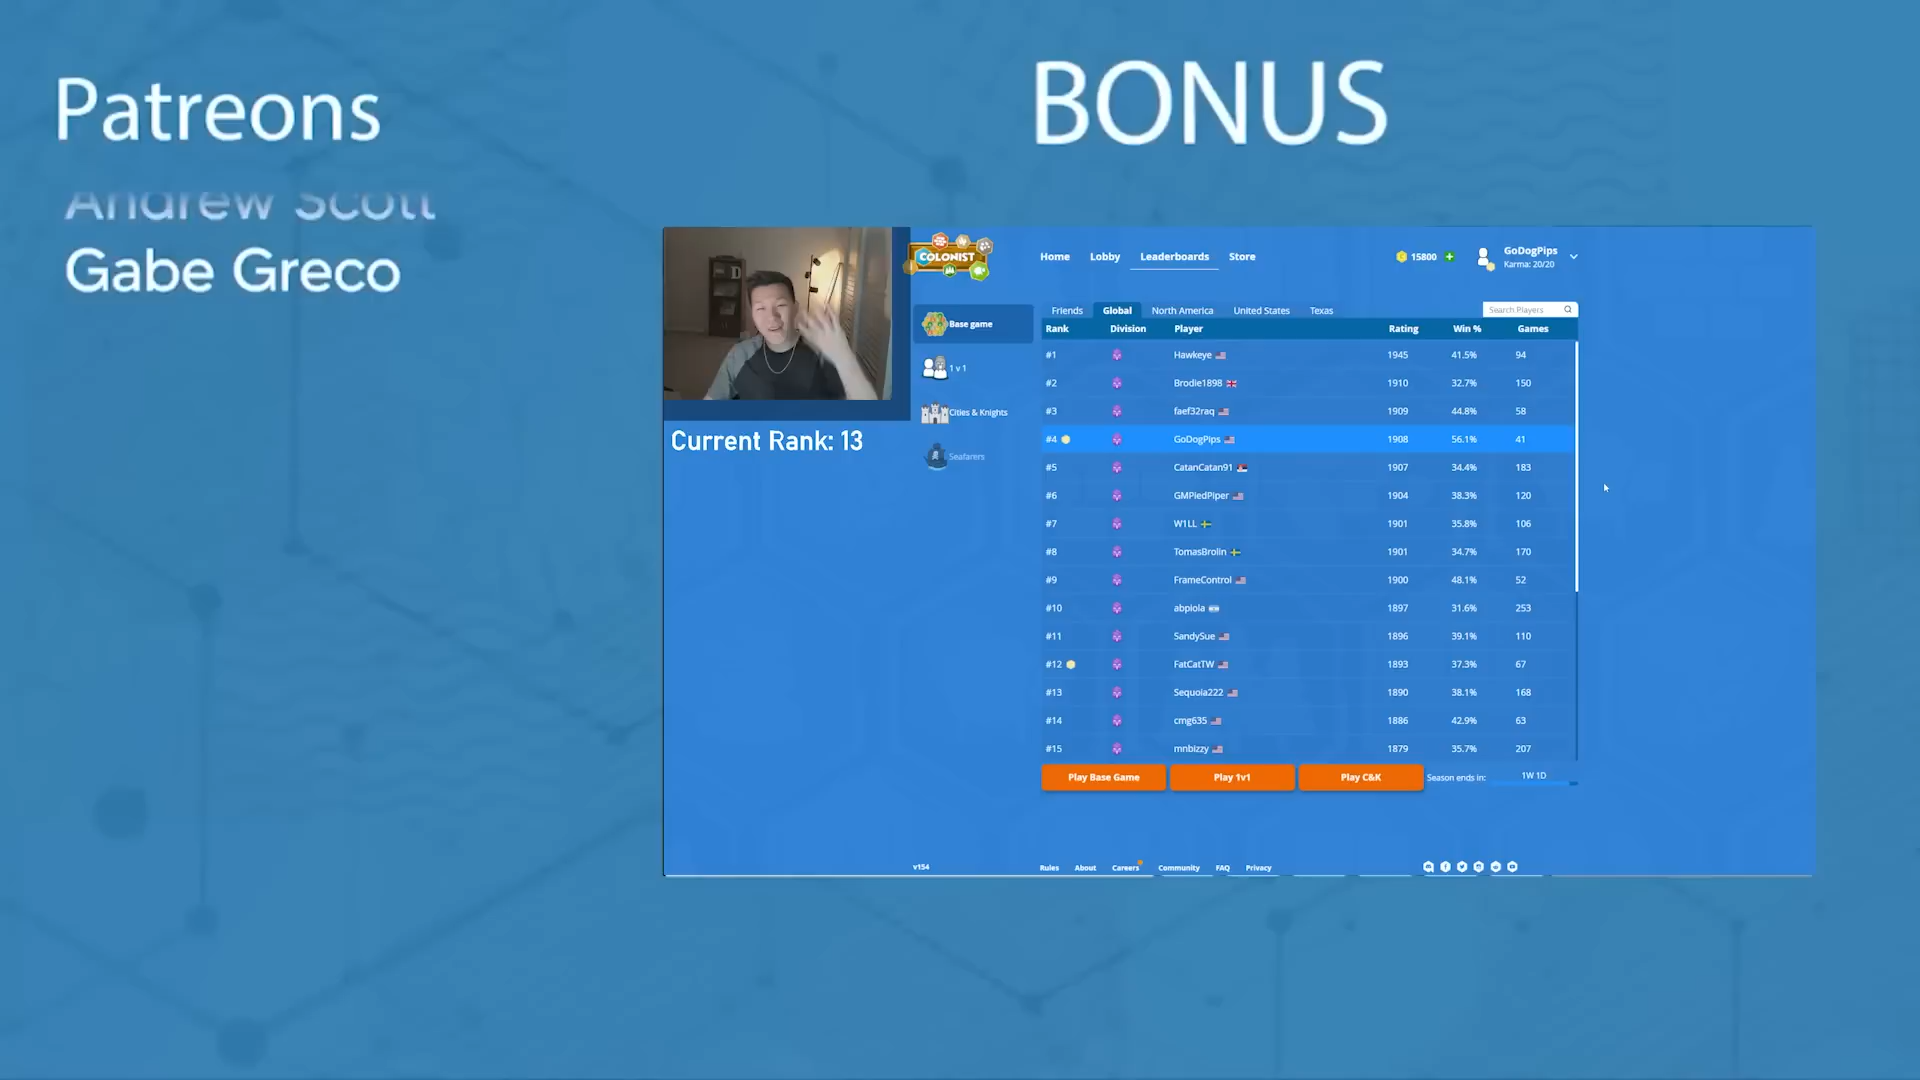 Patreons
BONUS
Andrew Scott
Gabe Greco
COLONIST
Home Lobby Leaderboards Store
15800
GoDogPips
Karma: 20/20
Current Rank: 13
Base game
1 v 1
Cities & Knights
Seafarers
Friends Global North America United States Texas
Search Players
Rank Division Player Rating Win % Games
#1 Hawkeye 1945 41.5% 94
#2 Brodie1898 1910 32.7% 150
#3 faef32raq 1909 44.8% 58
#4 GoDogPips 1908 56.1% 41
#5 CatanCatan91 1907 34.4% 183
#6 GMPiedPiper 1904 38.3% 120
#7 W1LL 1901 35.8% 106
#8 TomasBrolin 1901 34.7% 170
#9 FrameControl 1900 48.1% 52
#10 abpiola 1897 31.6% 253
#11 SandySue 1896 39.1% 110
#12 FatCatTW 1893 37.3% 67
#13 Sequoia222 1890 38.1% 168
#14 cmg635 1886 42.9% 63
#15 mnbizzy 1879 35.7% 207
Play Base Game Play 1v1 Play C&K Season ends in: 1W 1D
v154
Rules About Careers Community FAQ Privacy